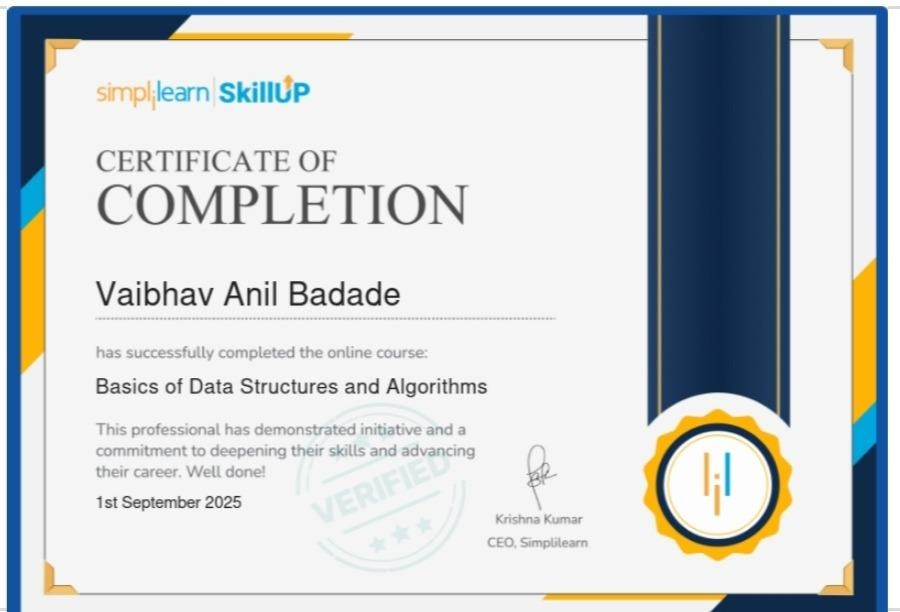 simplilearn | SkillUP
CERTIFICATE OF
COMPLETION
Vaibhav Anil Badade
has successfully completed the online course:
Basics of Data Structures and Algorithms
This professional has demonstrated initiative and a
commitment to deepening their skills and advancing
their career. Well done!
1st September 2025
VERIFIED
Krishna Kumar
CEO, Simplilearn